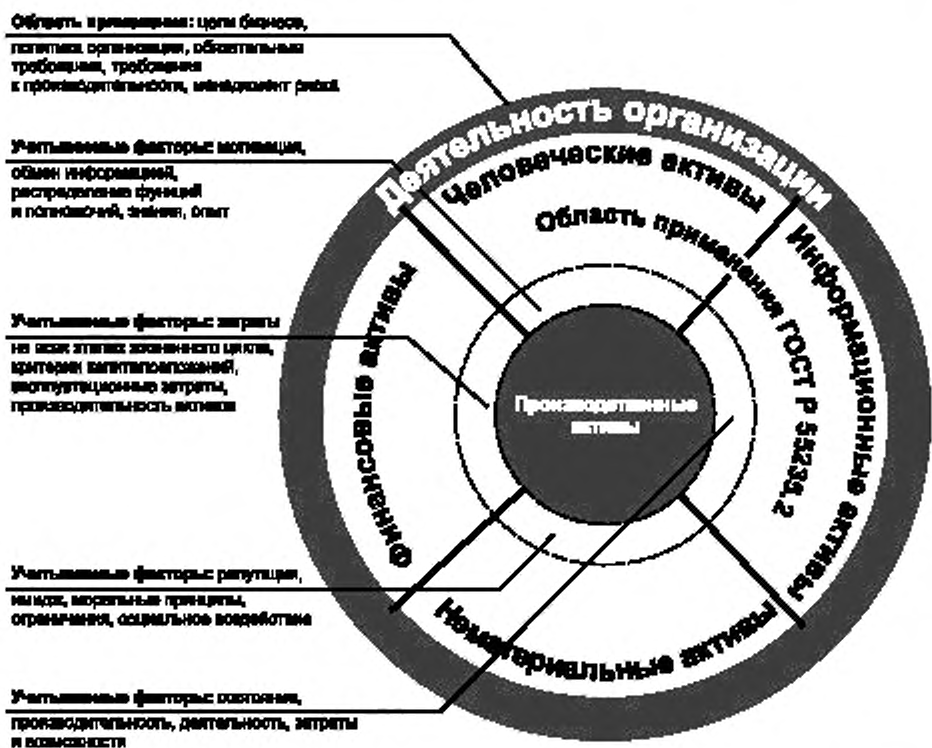 Область применения: цели бизнеса,
политика организации, обязательные
требования, требования
к производительности, менеджмент риска
Учитываемые факторы: мотивация,
обмен информацией,
распределение функций
и полномочий, знания, опыт
Учитываемые факторы: затраты
на всех этапах жизненного цикла,
критерии капиталовложений,
эксплуатационные затраты,
производительность активов
Учитываемые факторы: репутация,
имидж, моральные принципы,
ограничения, социальное воздействие
Учитываемые факторы: состояние,
производительность, деятельность, затраты
и возможности
Деятельность организации
Человеческие активы
Область применения ГОСТ Р 55235.2
Информационные активы
Финансовые активы
Производственные
активы
Нематериальные активы